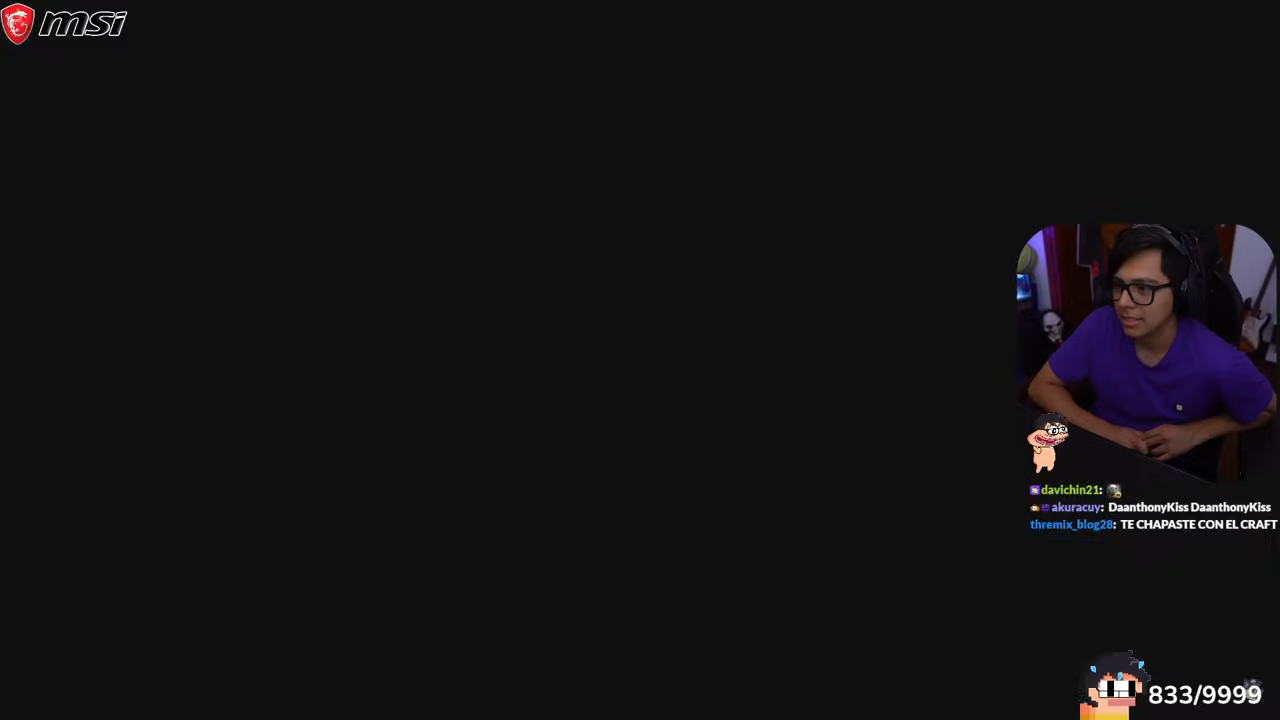 msi
davichin21:
akuracuy: DaanthonyKiss DaanthonyKiss
thremix_blog28: TE CHAPASTE CON EL CRAFT
833/9999